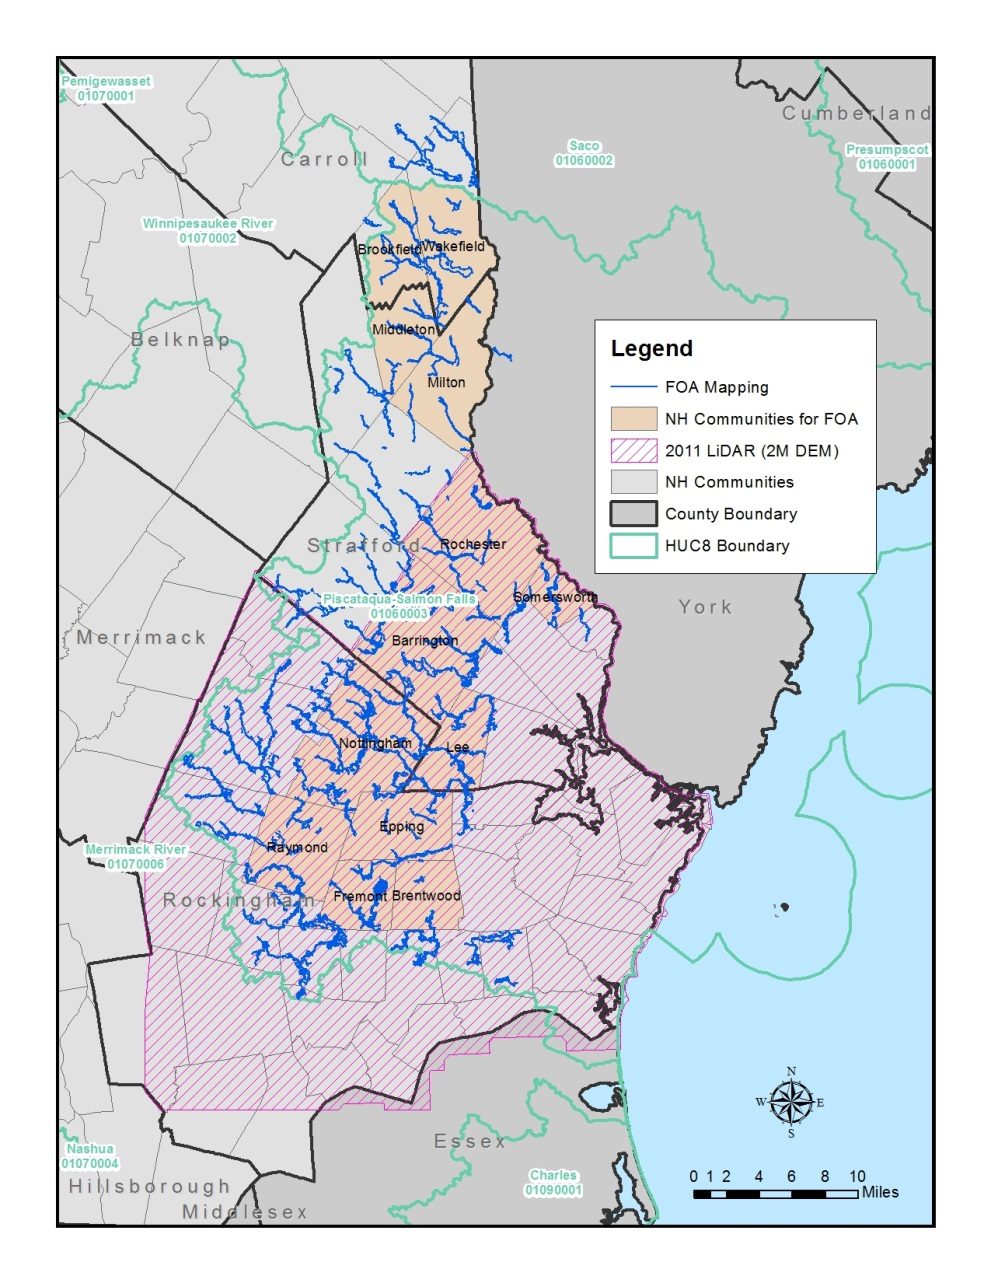 Pemigewasset
01070001
Cumberland
Carroll
Saco
01060002
Presumpscot
01060001
Winnipesaukee River
01070002
Brookfield
Wakefield
Belknap
Middleton
Milton
Legend
FOA Mapping
NH Communities for FOA
2011 LiDAR (2M DEM)
NH Communities
County Boundary
HUC8 Boundary
Strafford
Rochester
Piscataqua-Salmon Falls
01060003
Somersworth
York
Merrimack
Barrington
Nottingham
Lee
Epping
Raymond
Merrimack River
01070006
Rockingham
Fremont
Brentwood
N
W
E
S
Essex
Nashua
01070004
Charles
01090001
Hillsborough
Middlesex
0 1 2 4 6 8 10
Miles